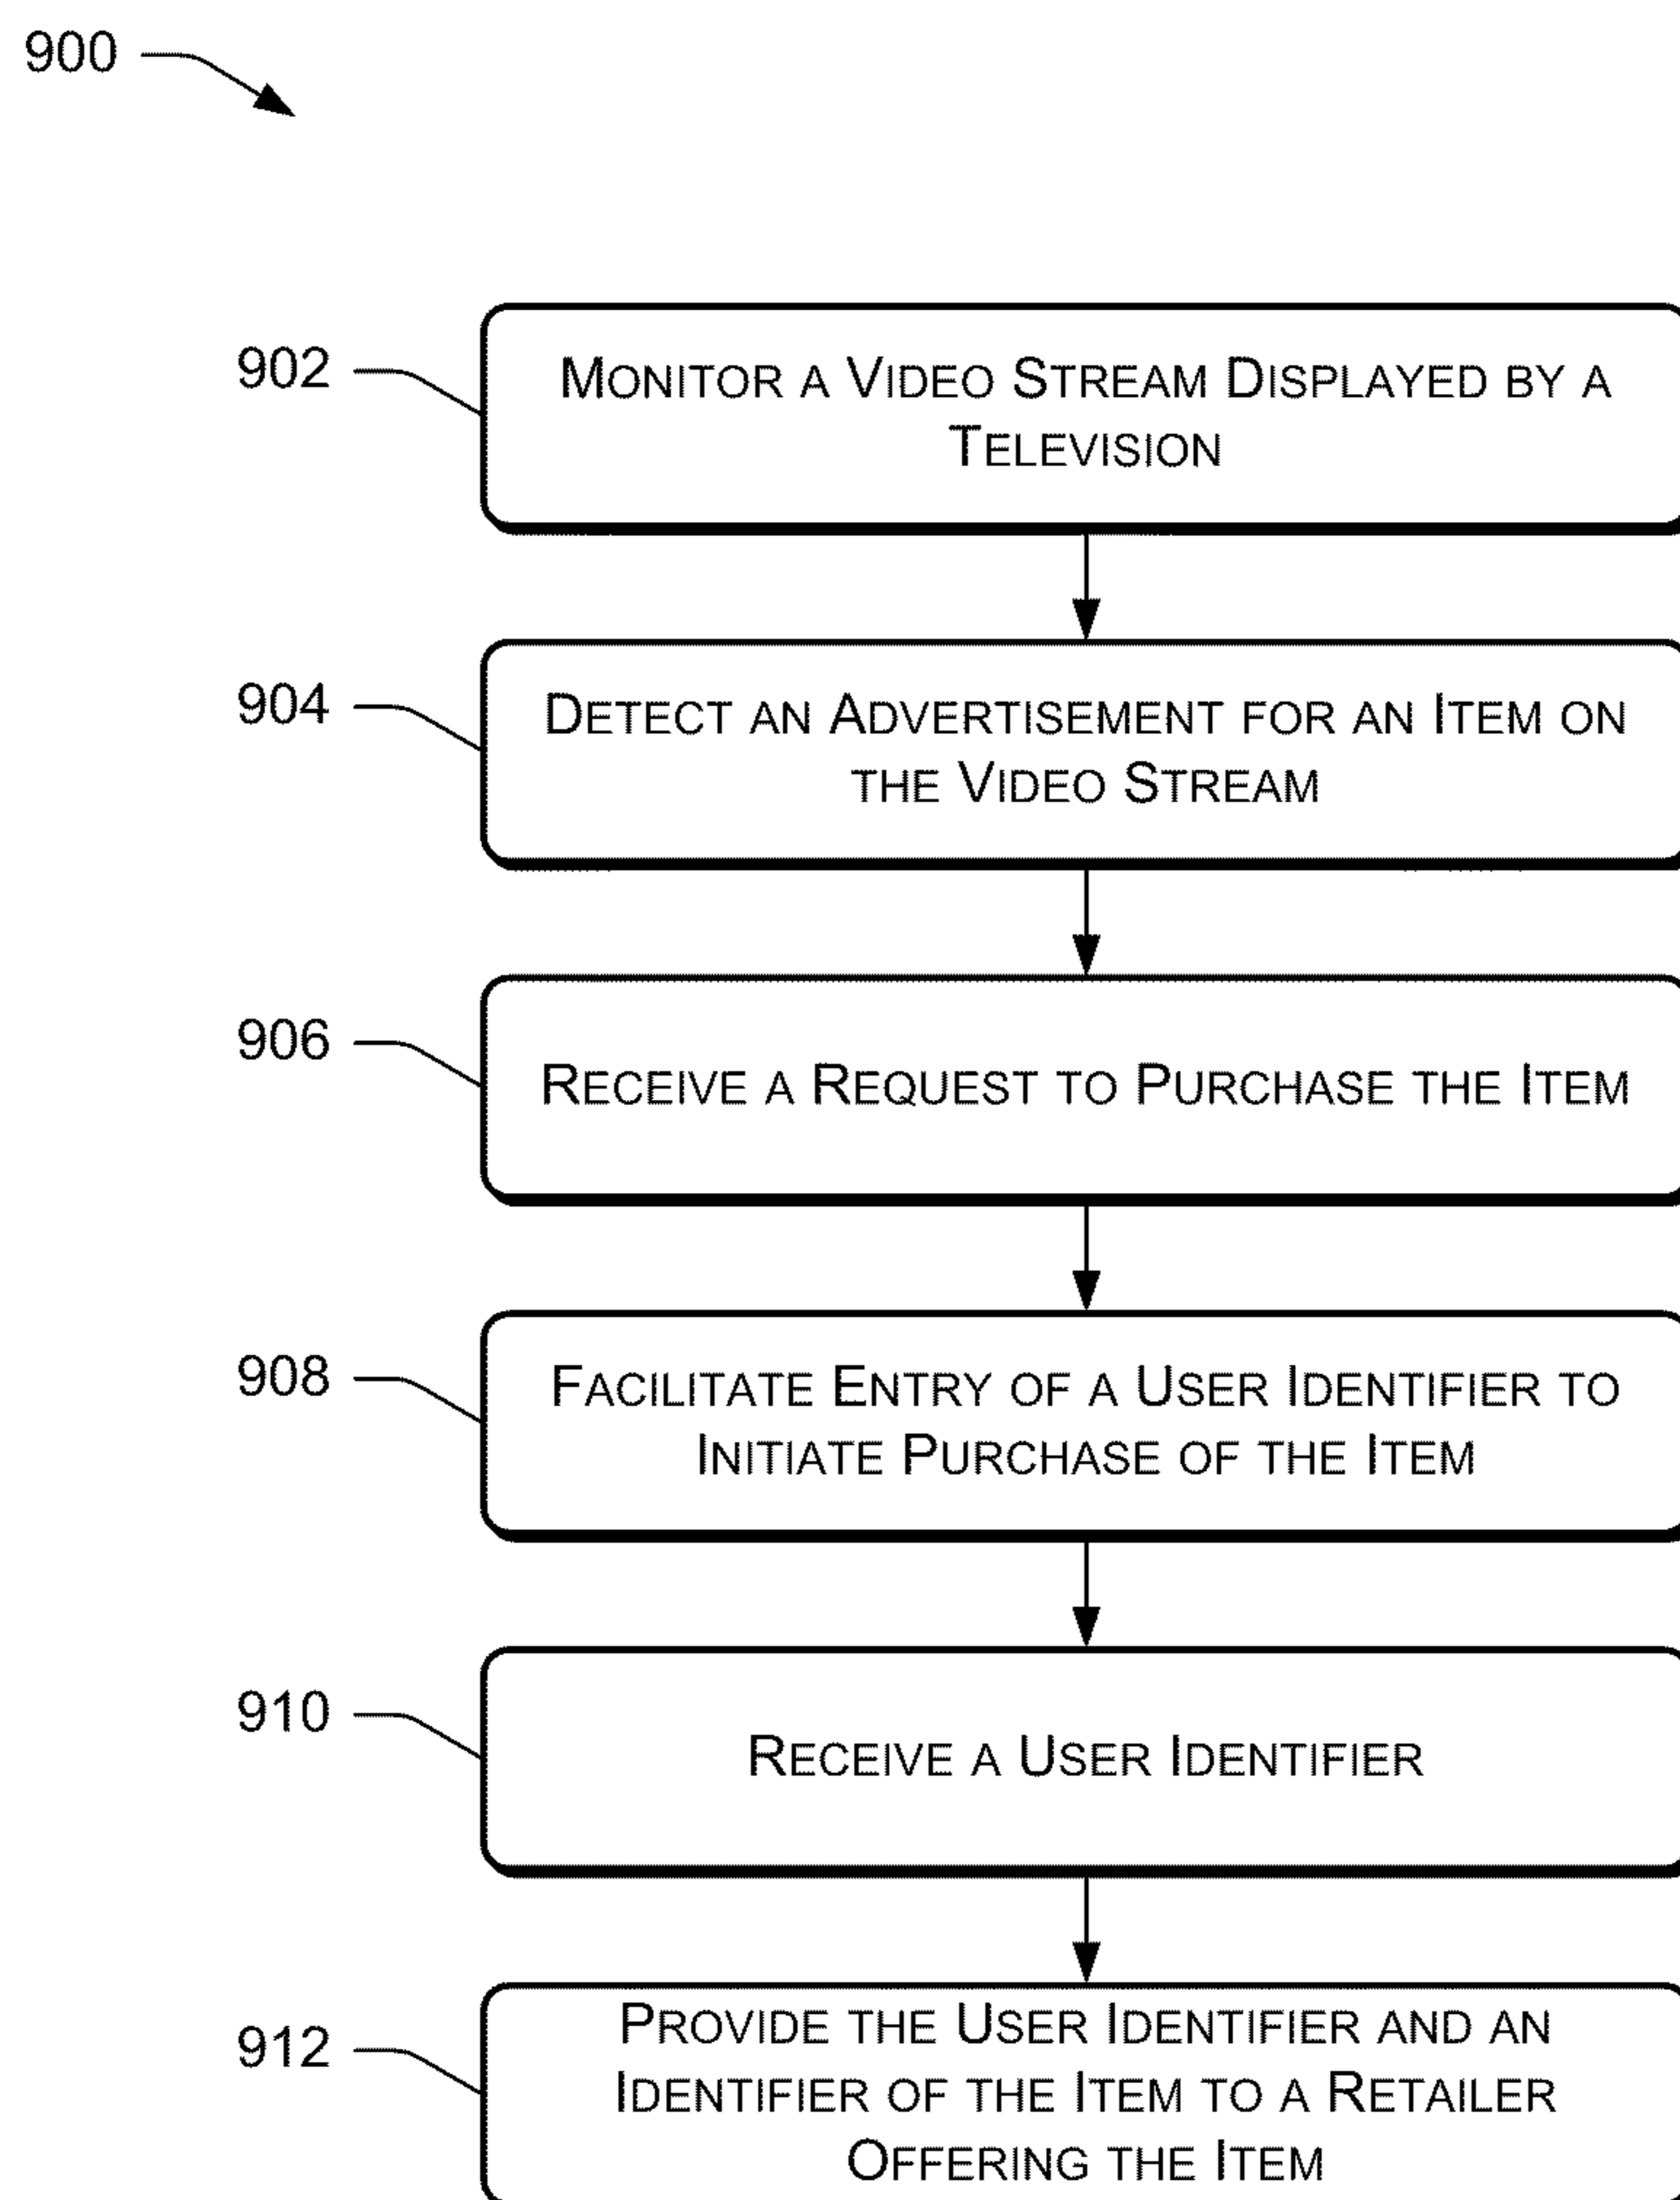 900
902
MONITOR A VIDEO STREAM DISPLAYED BY A
TELEVISION
904
DETECT AN ADVERTISEMENT FOR AN ITEM ON
THE VIDEO STREAM
906
RECEIVE A REQUEST TO PURCHASE THE ITEM
908
FACILITATE ENTRY OF A USER IDENTIFIER TO
INITIATE PURCHASE OF THE ITEM
910
RECEIVE A USER IDENTIFIER
912
PROVIDE THE USER IDENTIFIER AND AN
IDENTIFIER OF THE ITEM TO A RETAILER
OFFERING THE ITEM